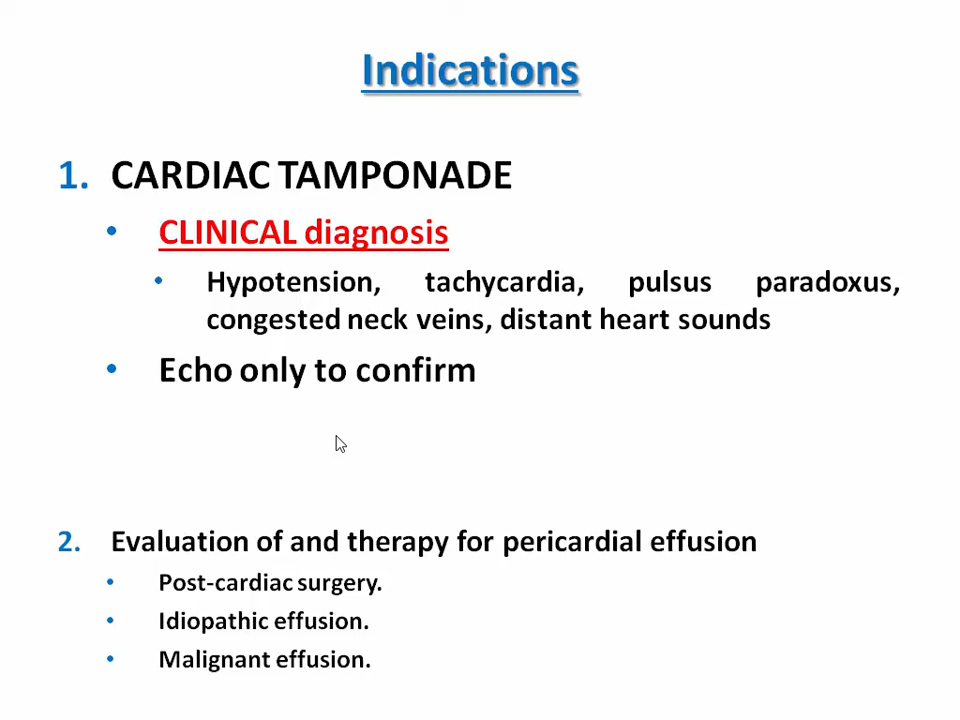 Indications
1. CARDIAC TAMPONADE
• CLINICAL diagnosis
• Hypotension, tachycardia, pulsus paradoxus,
congested neck veins, distant heart sounds
• Echo only to confirm
2. Evaluation of and therapy for pericardial effusion
• Post-cardiac surgery.
• Idiopathic effusion.
• Malignant effusion.